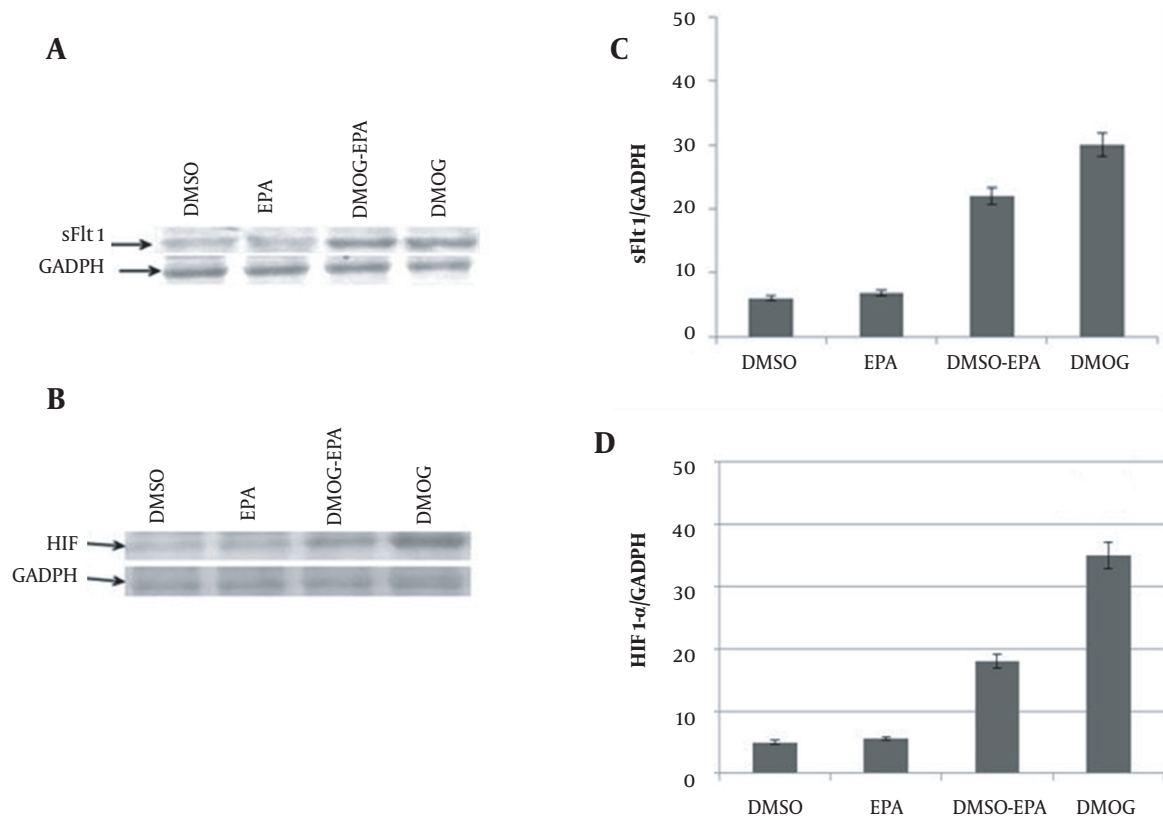 A
DMSO
EPA
DMOG-EPA
DMOG
sFlt 1
GADPH
B
DMSO
EPA
DMOG-EPA
DMOG
HIF
GADPH
C
sFlt 1/GADPH
50
40
30
20
10
0
DMSO
EPA
DMSO-EPA
DMOG
D
HIF 1-α/GADPH
50
40
30
20
10
0
DMSO
EPA
DMSO-EPA
DMOG